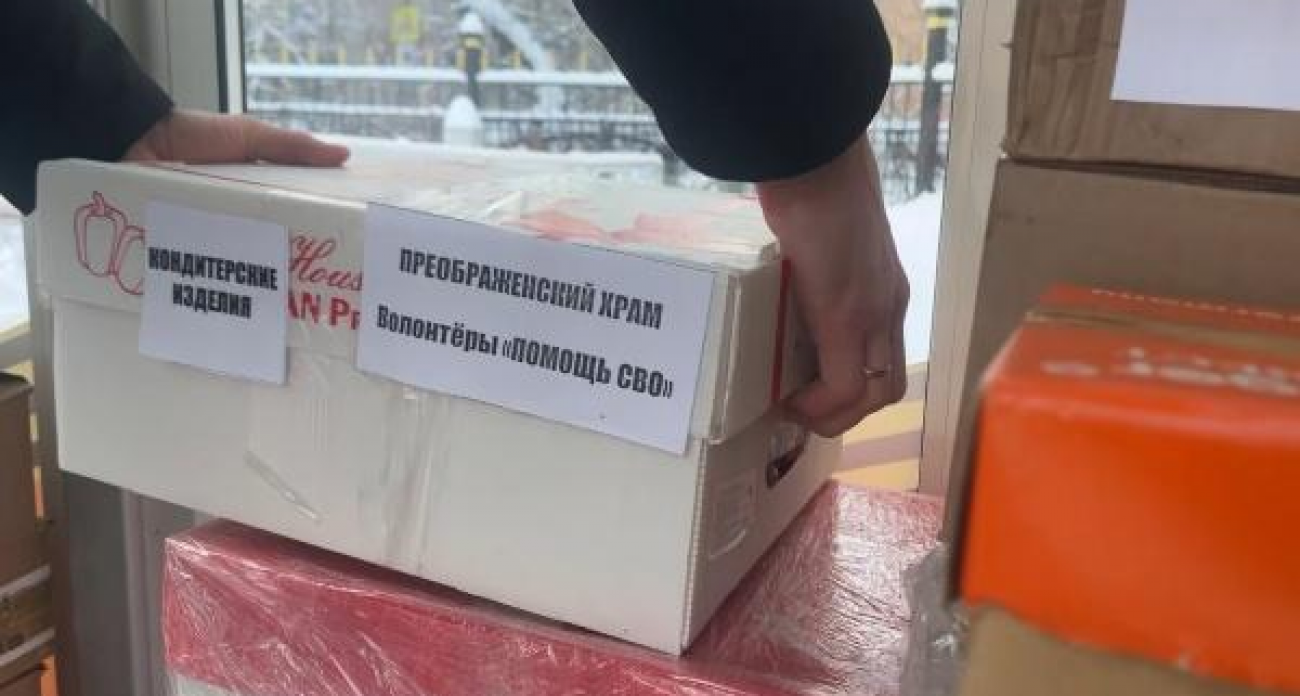 КОНДИТЕРСКИЕ
ИЗДЕЛИЯ
ПРЕОБРАЖЕНСКИЙ ХРАМ
Волонтёры «ПОМОЩЬ СВО»